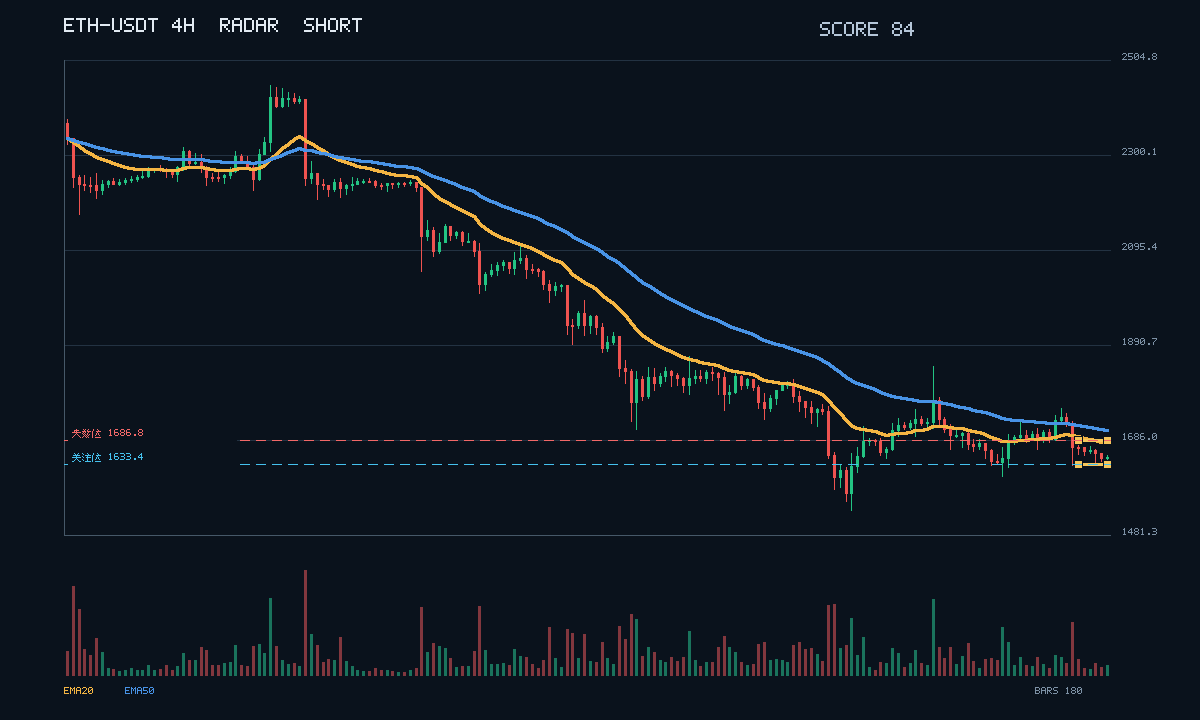 ETH-USDT 4H RADAR SHORT
SCORE 84
2504.8
2300.1
2095.4
1890.7
失效位 1686.8
1686.0
关注位 1633.4
1481.3
EMA20 EMA50
BARS 180